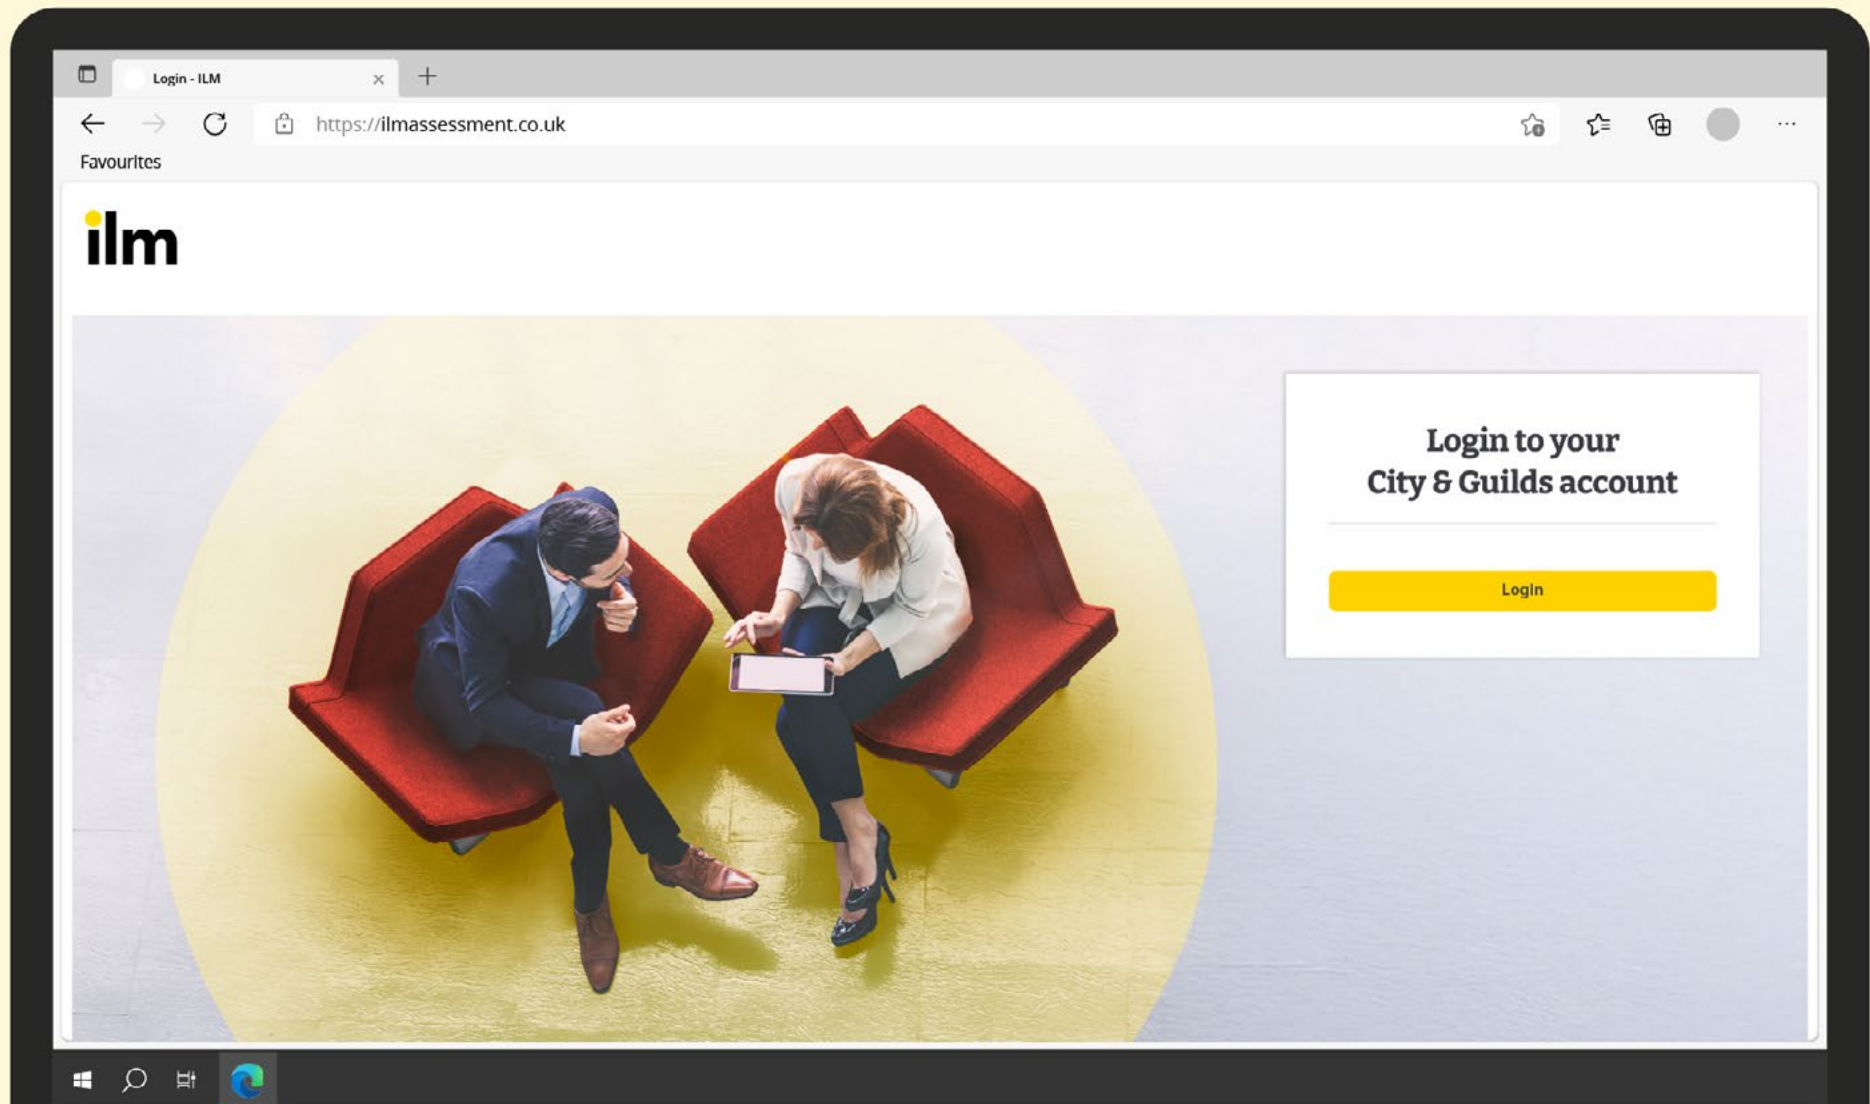 Login - ILM
https://ilmassessment.co.uk
Favourites
ilm
Login to your
City & Guilds account
Login